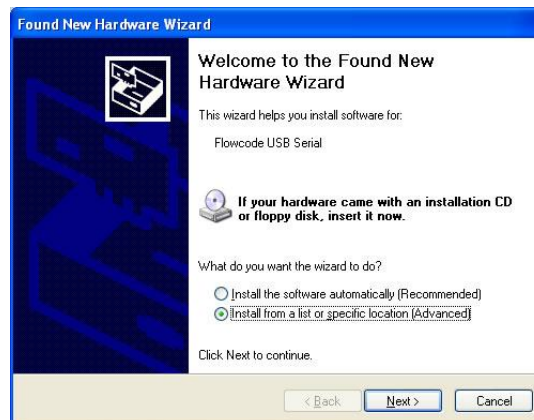 Found New Hardware Wizard
Welcome to the Found New
Hardware Wizard
This wizard helps you install software for:
Flowcode USB Serial
If your hardware came with an installation CD
or floppy disk, insert it now.
What do you want the wizard to do?
Install the software automatically (Recommended)
Install from a list or specific location (Advanced)
Click Next to continue.
< Back Next > Cancel